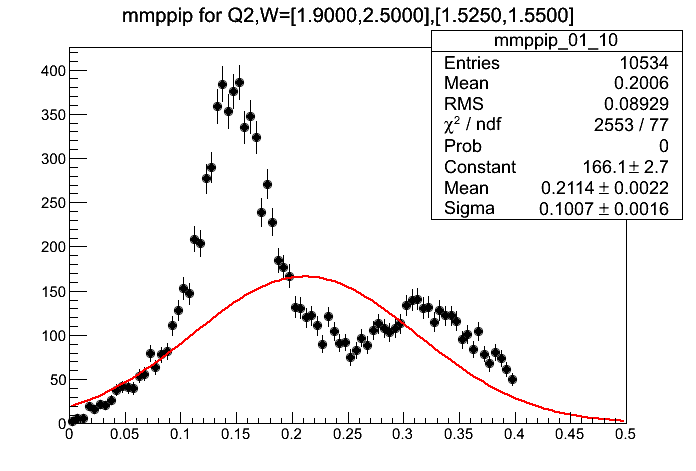 mmppip for Q2,W=[1.9000,2.5000],[1.5250,1.5500]
mmppip_01_10
Entries 10534
Mean 0.2006
RMS 0.08929
χ² / ndf 2553 / 77
Prob 0
Constant 166.1 ± 2.7
Mean 0.2114 ± 0.0022
Sigma 0.1007 ± 0.0016
400
350
300
250
200
150
100
50
0
0 0.05 0.1 0.15 0.2 0.25 0.3 0.35 0.4 0.45 0.5